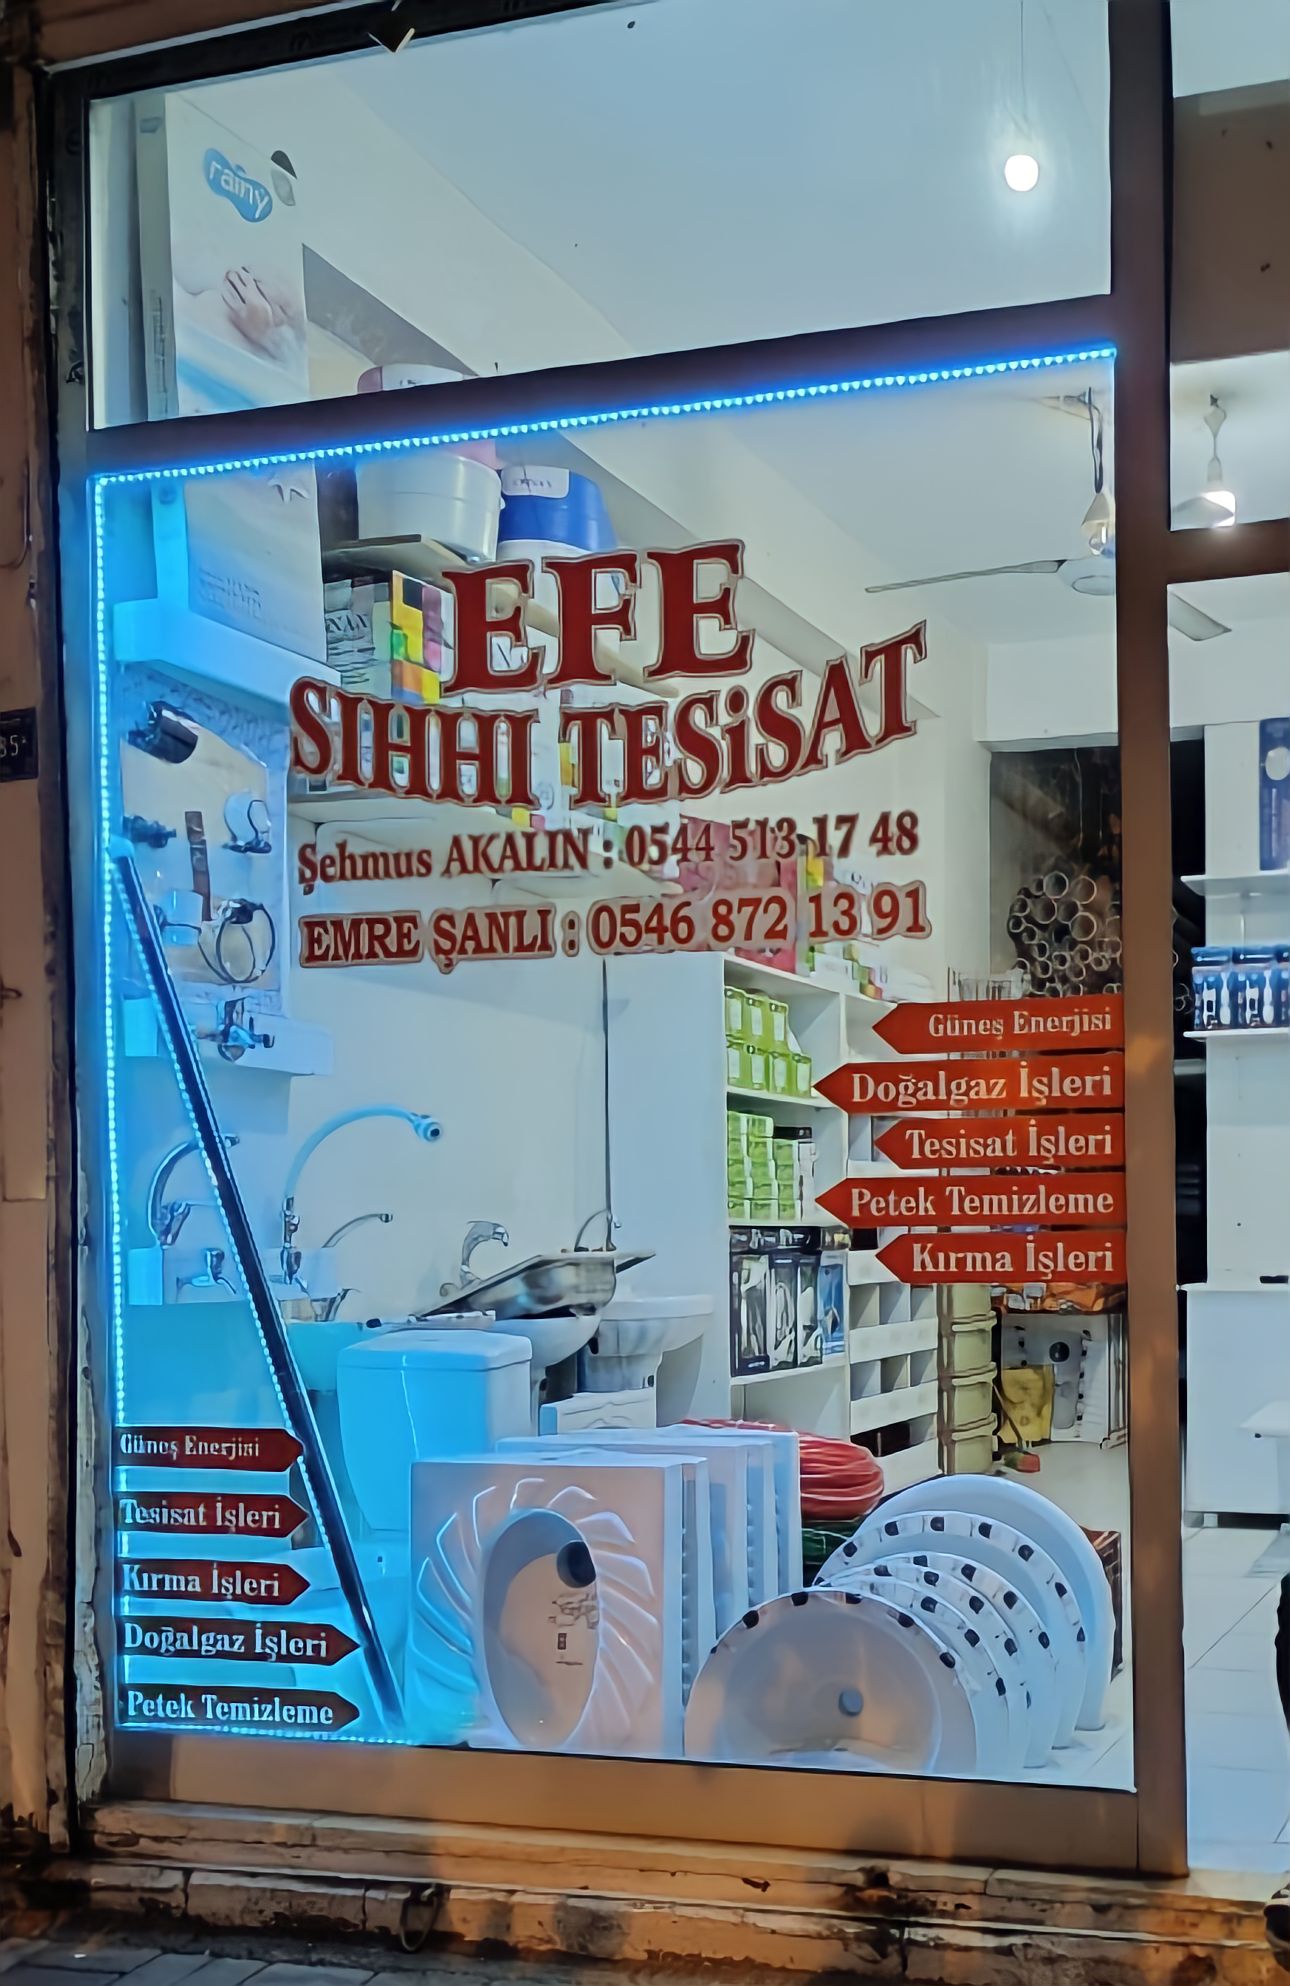 rainy
EFE
SIHHI TESiSAT
Şehmus AKALIN : 0544 513 17 48
EMRE ŞANLI : 0546 872 13 91
Güneş Enerjisi
Doğalgaz İşleri
Tesisat İşleri
Petek Temizleme
Kırma İşleri
Güneş Enerjisi
Tesisat İşleri
Kırma İşleri
Doğalgaz İşleri
Petek Temizleme